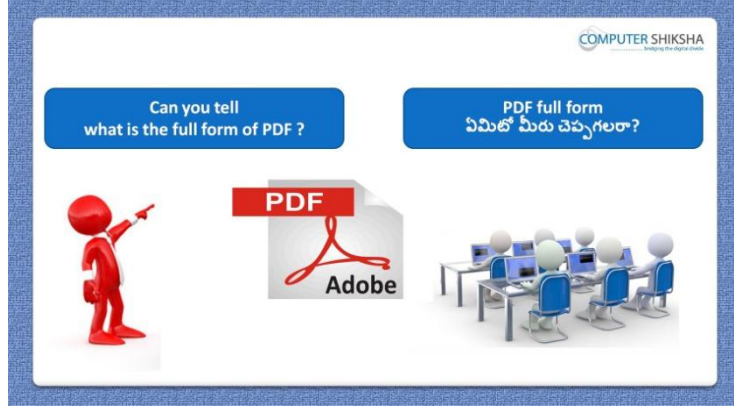 COMPUTER SHIKSHA
bridging the digital divide
Can you tell
what is the full form of PDF ?
PDF full form
ఏమిటో మీరు చెప్పగలరా?
PDF
Adobe